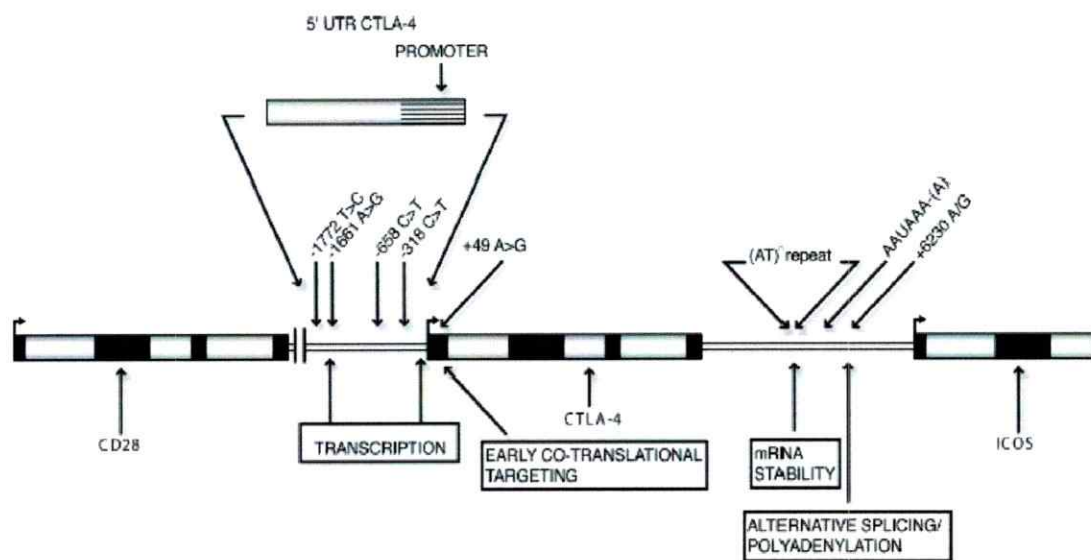 5' UTR CTLA-4
PROMOTER
-1772 T>C
-1661 A>G
-658 C>T
-318 C>T
+49 A>G
(AT) repeat
AAUAAA-(A)
+6230 A/G
CD28
TRANSCRIPTION
CTLA-4
EARLY CO-TRANSLATIONAL
TARGETING
mRNA
STABILITY
ICOS
ALTERNATIVE SPLICING/
POLYADENYLATION